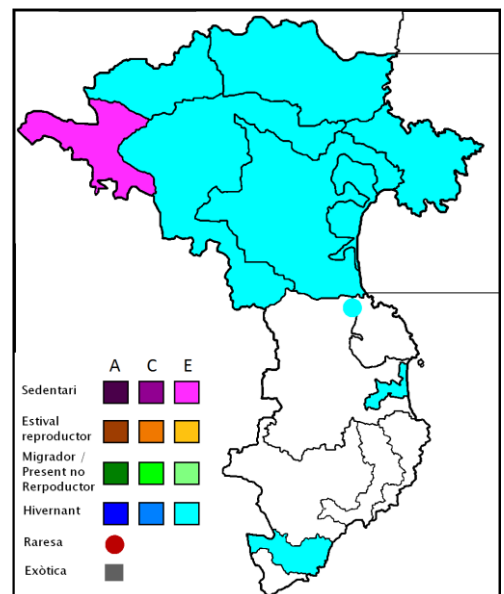 A C E
Sedentari
Estival
reproductor
Migrador /
Present no
Rerpoductor
Hivernant
Raresa
Exòtica